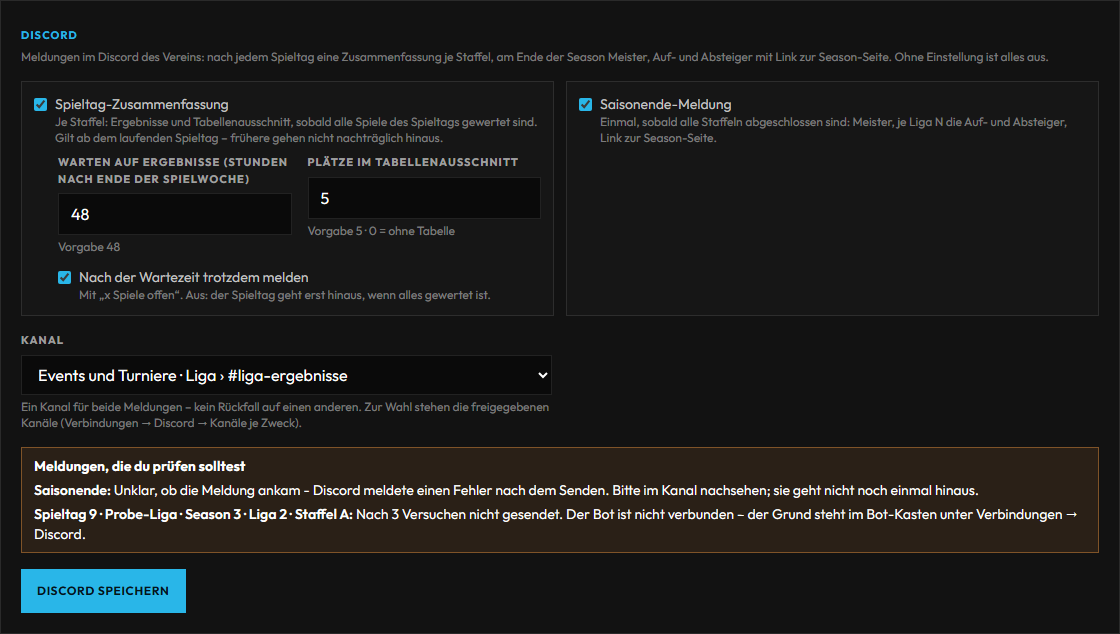 DISCORD
Meldungen im Discord des Vereins: nach jedem Spieltag eine Zusammenfassung je Staffel, am Ende der Season Meister, Auf- und Absteiger mit Link zur Season-Seite. Ohne Einstellung ist alles aus.
Spieltag-Zusammenfassung
Je Staffel: Ergebnisse und Tabellenausschnitt, sobald alle Spiele des Spieltags gewertet sind.
Gilt ab dem laufenden Spieltag – frühere gehen nicht nachträglich hinaus.
WARTEN AUF ERGEBNISSE (STUNDEN
NACH ENDE DER SPIELWOCHE)
48
Vorgabe 48
PLÄTZE IM TABELLENAUSSCHNITT
5
Vorgabe 5 · 0 = ohne Tabelle
Nach der Wartezeit trotzdem melden
Mit „x Spiele offen“. Aus: der Spieltag geht erst hinaus, wenn alles gewertet ist.
Saisonende-Meldung
Einmal, sobald alle Staffeln abgeschlossen sind: Meister, je Liga N die Auf- und Absteiger,
Link zur Season-Seite.
KANAL
Events und Turniere · Liga › #liga-ergebnisse
Ein Kanal für beide Meldungen – kein Rückfall auf einen anderen. Zur Wahl stehen die freigegebenen
Kanäle (Verbindungen → Discord → Kanäle je Zweck).
Meldungen, die du prüfen solltest
Saisonende: Unklar, ob die Meldung ankam - Discord meldete einen Fehler nach dem Senden. Bitte im Kanal nachsehen; sie geht nicht noch einmal hinaus.
Spieltag 9 · Probe-Liga · Season 3 · Liga 2 · Staffel A: Nach 3 Versuchen nicht gesendet. Der Bot ist nicht verbunden – der Grund steht im Bot-Kasten unter Verbindungen →
Discord.
DISCORD SPEICHERN